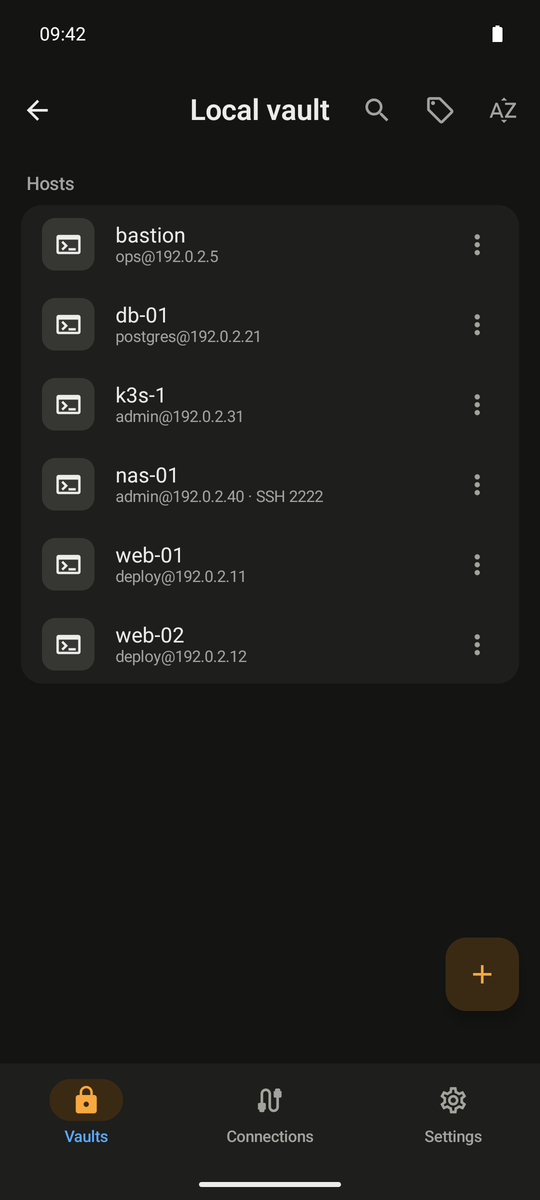 09:42
Local vault
AZ
Hosts
bastion
ops@192.0.2.5
db-01
postgres@192.0.2.21
k3s-1
admin@192.0.2.31
nas-01
admin@192.0.2.40 · SSH 2222
web-01
deploy@192.0.2.11
web-02
deploy@192.0.2.12
Vaults
Connections
Settings